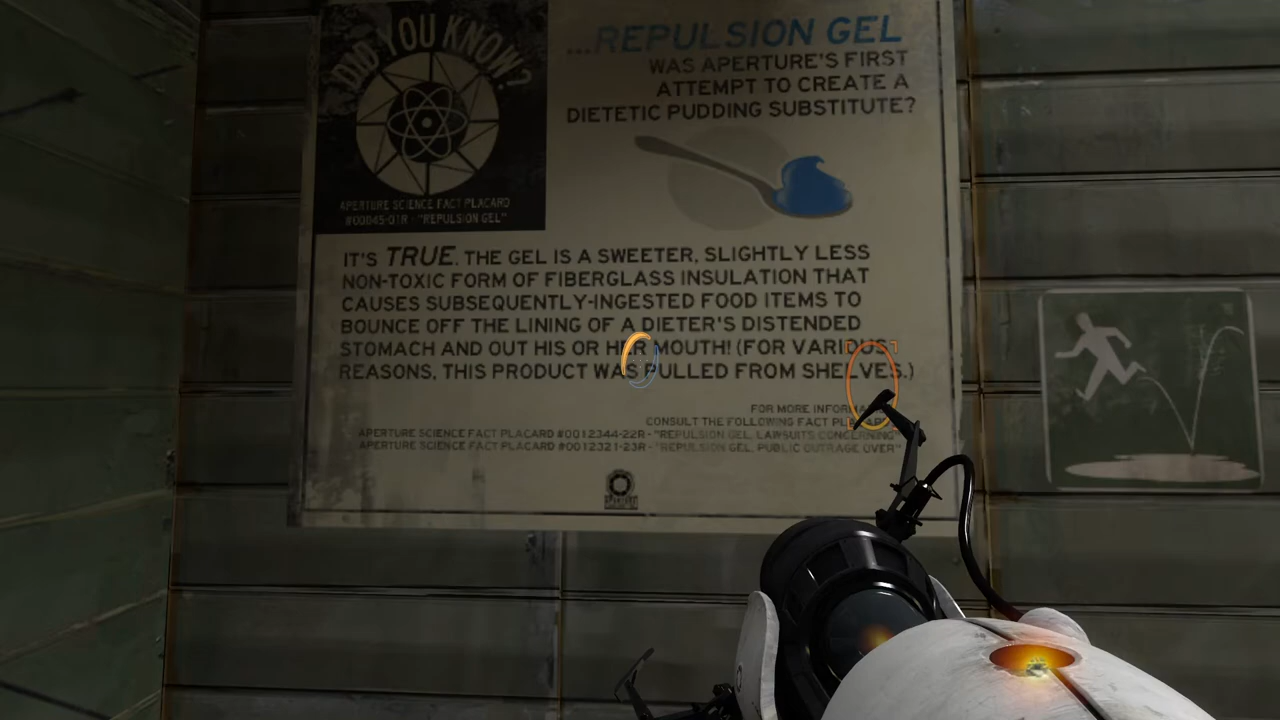 DID YOU KNOW?
APERTURE SCIENCE FACT PLACARD
#00045-01R - "REPULSION GEL"
...REPULSION GEL
WAS APERTURE'S FIRST
ATTEMPT TO CREATE A
DIETETIC PUDDING SUBSTITUTE?
IT'S TRUE. THE GEL IS A SWEETER, SLIGHTLY LESS
NON-TOXIC FORM OF FIBERGLASS INSULATION THAT
CAUSES SUBSEQUENTLY-INGESTED FOOD ITEMS TO
BOUNCE OFF THE LINING OF A DIETER'S DISTENDED
STOMACH AND OUT HIS OR HER MOUTH! (FOR VARIOUS
REASONS, THIS PRODUCT WAS PULLED FROM SHELVES.)
FOR MORE
CONSULT THE FOLLOWING FACT
APERTURE SCIENCE FACT PLACARD #0012344-22R - "REPULSION GEL, LAWSUITS CONCERNING"
APERTURE SCIENCE FACT PLACARD #0012321-23R - "REPULSION GEL, PUBLIC OUTRAGE OVER"